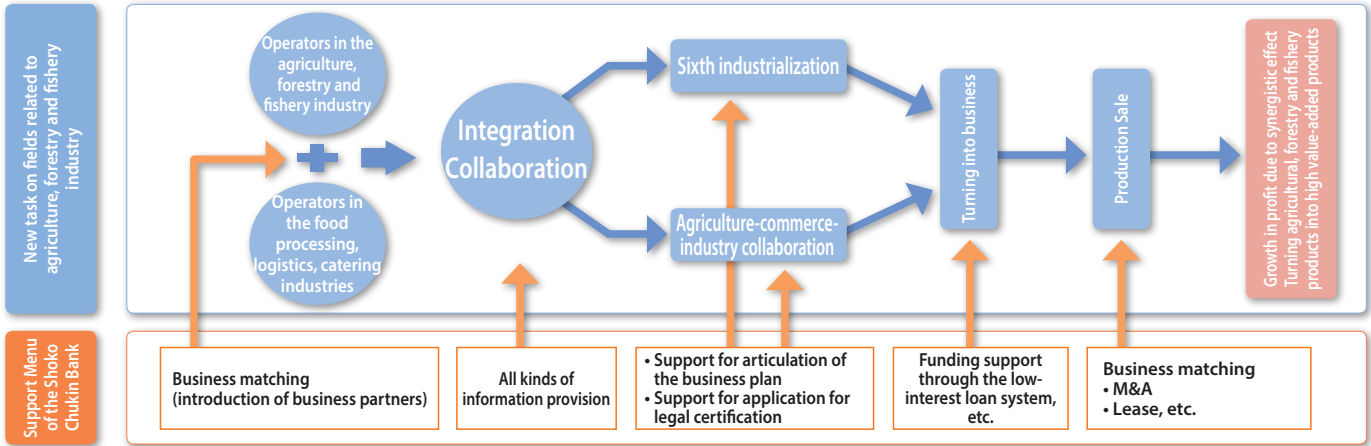 New task on fields related to
agriculture, forestry and fishery
industry
Operators in the
agriculture,
forestry and
fishery industry
Operators in
the food
processing,
logistics, catering
industries
Integration
Collaboration
Sixth industrialization
Agriculture-commerce-
industry collaboration
Turning into business
Production Sale
Growth in profit due to synergistic effect
Turning agricultural, forestry and fishery
products into high value-added products
Support Menu
of the Shoko
Chukin Bank
Business matching
(introduction of business partners)
All kinds of
information provision
• Support for articulation of
the business plan
• Support for application for
legal certification
Funding support
through the low-
interest loan system,
etc.
Business matching
• M&A
• Lease, etc.